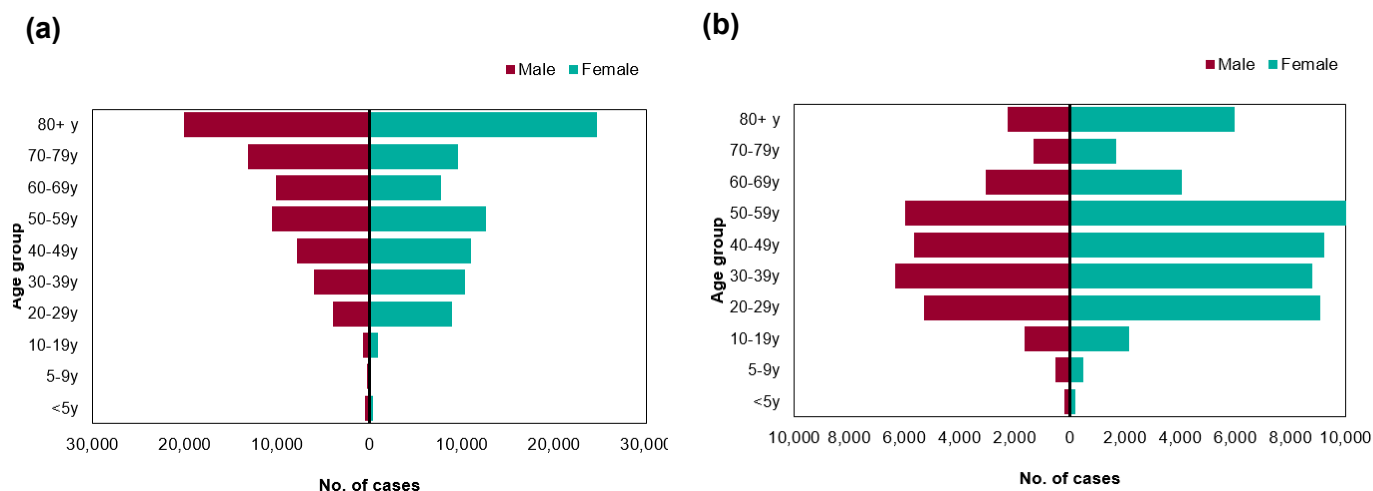 (a)
Male Female
80+ y
70-79y
60-69y
50-59y
40-49y
30-39y
20-29y
10-19y
5-9y
<5y
Age group
30,000 20,000 10,000 0 10,000 20,000 30,000
No. of cases
(b)
Male Female
80+ y
70-79y
60-69y
50-59y
40-49y
30-39y
20-29y
10-19y
5-9y
<5y
Age group
10,000 8,000 6,000 4,000 2,000 0 2,000 4,000 6,000 8,000 10,000
No. of cases